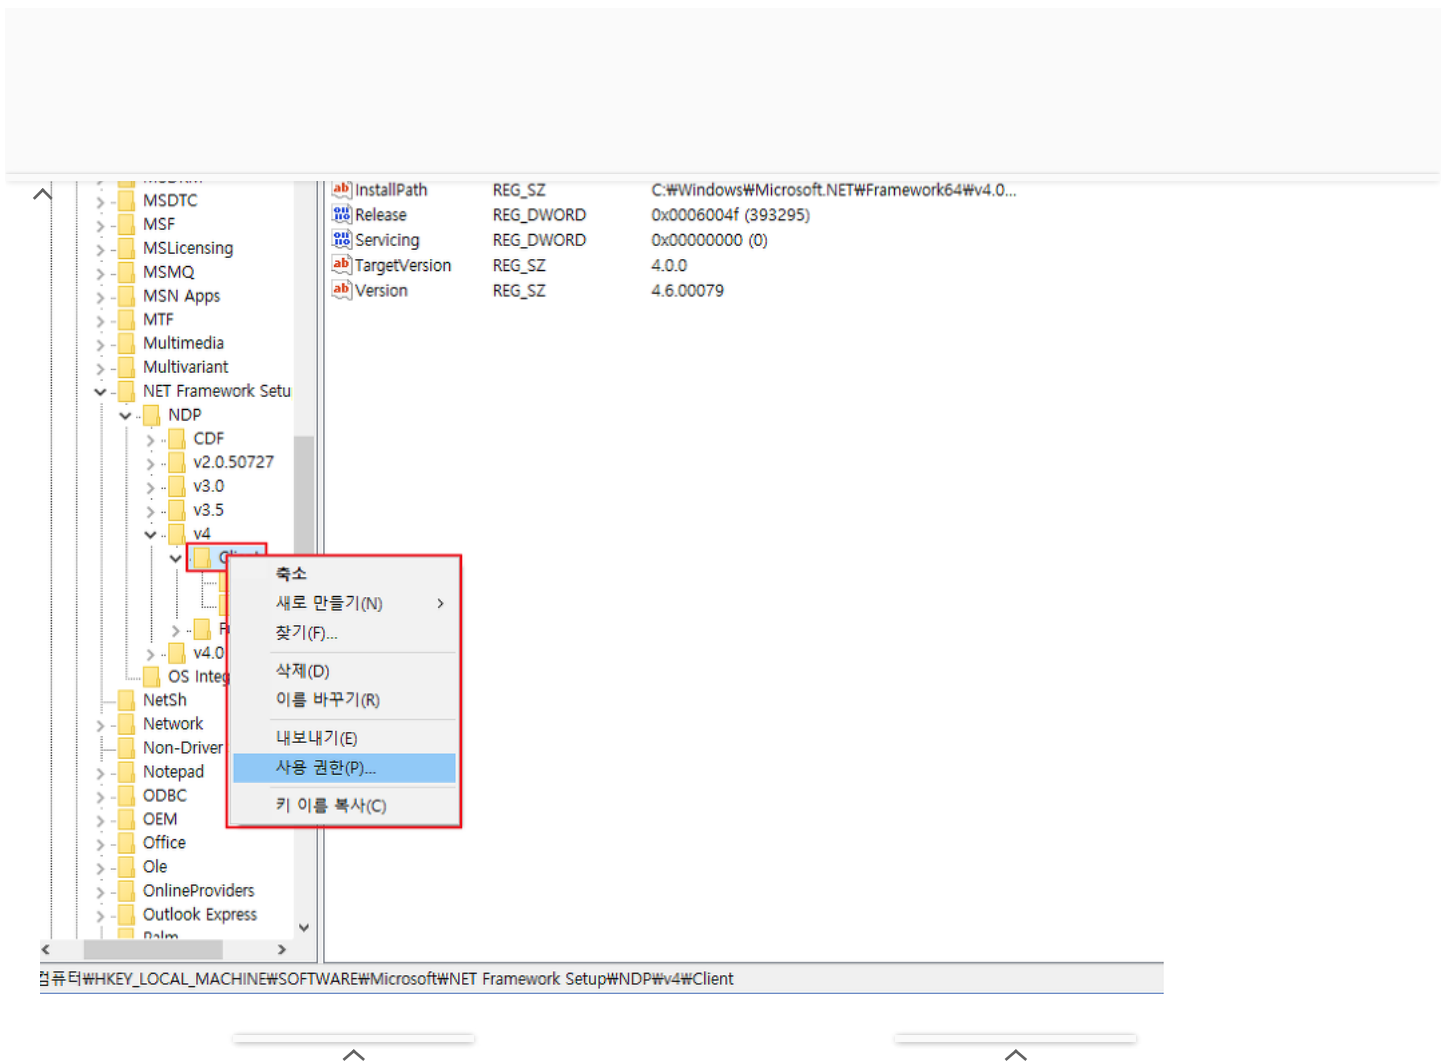 MSDTC
MSF
MSLicensing
MSMQ
MSN Apps
MTF
Multimedia
Multivariant
NET Framework Setu
NDP
CDF
v2.0.50727
v3.0
v3.5
v4
v4.0
OS Integ
NetSh
Network
Non-Driver
Notepad
ODBC
OEM
Office
Ole
OnlineProviders
Outlook Express
InstallPath REG_SZ C:₩Windows₩Microsoft.NET₩Framework64₩v4.0...
Release REG_DWORD 0x0006004f (393295)
Servicing REG_DWORD 0x00000000 (0)
TargetVersion REG_SZ 4.0.0
Version REG_SZ 4.6.00079
축소
새로 만들기(N)
찾기(F)...
삭제(D)
이름 바꾸기(R)
내보내기(E)
사용 권한(P)...
키 이름 복사(C)
컴퓨터₩HKEY_LOCAL_MACHINE₩SOFTWARE₩Microsoft₩NET Framework Setup₩NDP₩v4₩Client